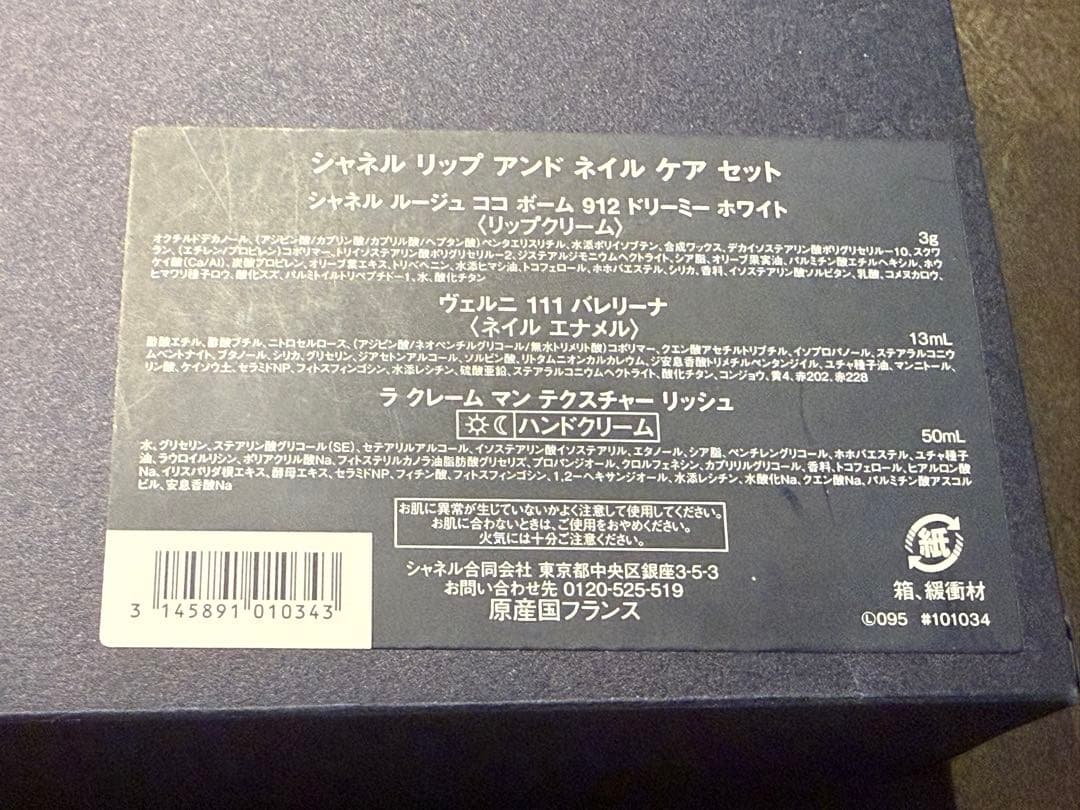 シャネル リップ アンド ネイル ケア セット
シャネル ルージュ ココ ボーム 912 ドリーミー ホワイト
〈リップクリーム〉
3g
オクチルドデカノール、(アジピン酸/カプリン酸/カプリル酸/ヘプタン酸)ペンタエリスリチル、水添ポリイソブテン、合成ワックス、デカイソステアリン酸ポリグリセリル-10、スクワ
ラン、(エチレン/プロピレン)コポリマー、トリイソステアリン酸ポリグリセリル-2、ジステアルジモニウムヘクトライト、シア脂、オリーブ果実油、パルミチン酸エチルヘキシル、ホウ
ケイ酸(Ca/Al)、炭酸プロピレン、オリーブ葉エキス、トリベヘニン、水添ヒマシ油、トコフェロール、ホホバエステル、シリカ、香料、イソステアリン酸ソルビタン、乳酸、コメヌカロウ、
ヒマワリ種子ロウ、酸化スズ、パルミトイルトリペプチド-1、水、酸化チタン
ヴェルニ 111 バレリーナ
〈ネイル エナメル〉
13mL
酢酸エチル、酢酸ブチル、ニトロセルロース、(アジピン酸/ネオペンチルグリコール/無水トリメリト酸)コポリマー、クエン酸アセチルトリブチル、イソプロパノール、ステアラルコニウ
ムベントナイト、ブタノール、シリカ、グリセリン、ジアセトンアルコール、ソルビン酸、リトタムニオンカルカレウム、ジ安息香酸トリメチルペンタンジイル、ユチャ種子油、マンニトール、
リン酸、ケイソウ土、セラミドNP、フィトスフィンゴシン、水添レシチン、硫酸亜鉛、ステアラルコニウムヘクトライト、酸化チタン、コンジョウ、黄4、赤202、赤228
ラ クレーム マン テクスチャー リッシュ
ハンドクリーム
50mL
水、グリセリン、ステアリン酸グリコール(SE)、セテアリルアルコール、イソステアリン酸イソステアリル、エタノール、シア脂、ペンチレングリコール、ホホバエステル、ユチャ種子
油、ラウロイルリシン、ポリアクリル酸Na、フィトステリルカノラ油脂肪酸グリセリズ、プロパンジオール、クロルフェネシン、カプリリルグリコール、香料、トコフェロール、ヒアルロン酸
Na、イリスパリダ根エキス、酵母エキス、セラミドNP、フィチン酸、フィトスフィンゴシン、1,2-ヘキサンジオール、水添レシチン、水酸化Na、クエン酸Na、パルミチン酸アスコル
ビル、安息香酸Na
お肌に異常が生じていないかよく注意して使用してください。
お肌に合わないときは、ご使用をおやめください。
火気には十分ご注意ください。
シャネル合同会社 東京都中央区銀座3-5-3
お問い合わせ先 0120-525-519
原産国フランス
紙
箱、緩衝材
Ⓛ095 #101034
3 145891 010343